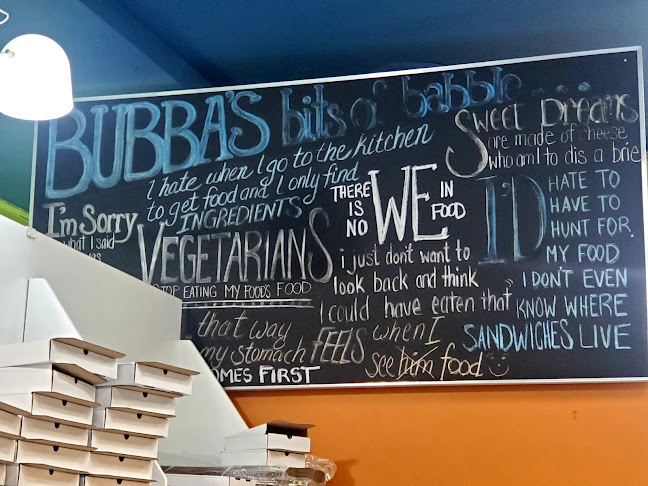 BUBBA'S bits of babble....
I hate when I go to the kitchen
to get food and I only find
INGREDIENTS
Sweet Dreams
are made of cheese
who am I to dis a brie
I'm Sorry
what I said
VEGETARIANS
STOP EATING MY FOODS FOOD
THERE
IS
NO
WE
IN
FOOD
i just don't want to
look back and think
I could have eaten that
I'D
HATE TO
HAVE TO
HUNT FOR
MY FOOD
I DON'T EVEN
KNOW WHERE
SANDWICHES LIVE
that way
my stomach FEELS when I
see him food
COMES FIRST